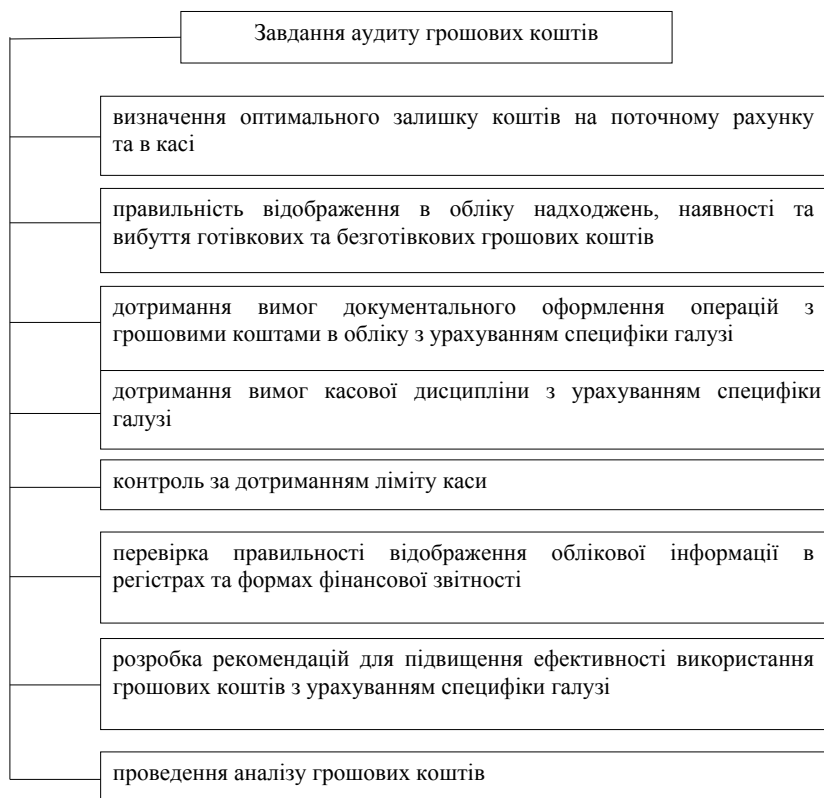 Завдання аудиту грошових коштів
визначення оптимального залишку коштів на поточному рахунку
та в касі
правильність відображення в обліку надходжень, наявності та
вибуття готівкових та безготівкових грошових коштів
дотримання вимог документального оформлення операцій з
грошовими коштами в обліку з урахуванням специфіки галузі
дотримання вимог касової дисципліни з урахуванням специфіки
галузі
контроль за дотриманням ліміту каси
перевірка правильності відображення облікової інформації в
регістрах та формах фінансової звітності
розробка рекомендацій для підвищення ефективності використання
грошових коштів з урахуванням специфіки галузі
проведення аналізу грошових коштів